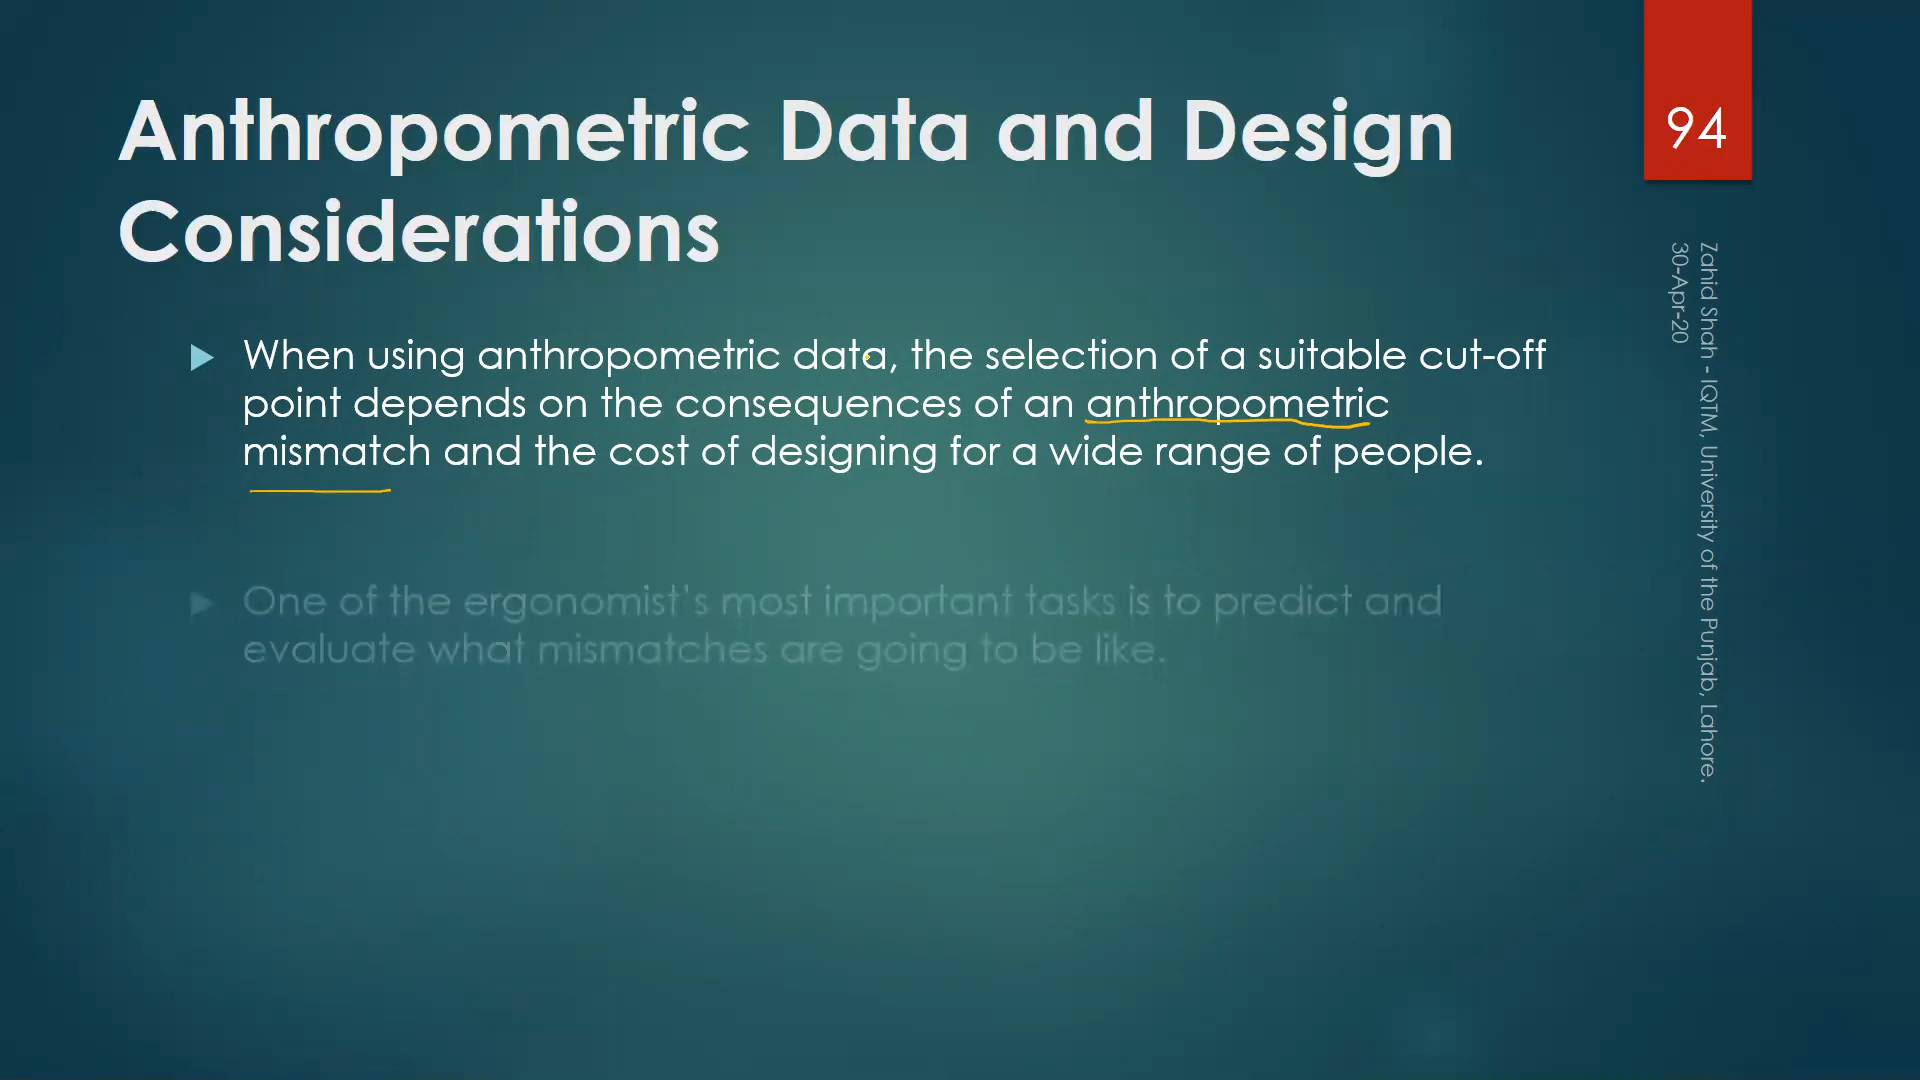 Anthropometric Data and Design
Considerations
94
When using anthropometric data, the selection of a suitable cut-off
point depends on the consequences of an anthropometric
mismatch and the cost of designing for a wide range of people.
One of the ergonomist's most important tasks is to predict and
evaluate what mismatches are going to be like.
Zahid Shah - IQTM, University of the Punjab, Lahore.
30-Apr-20